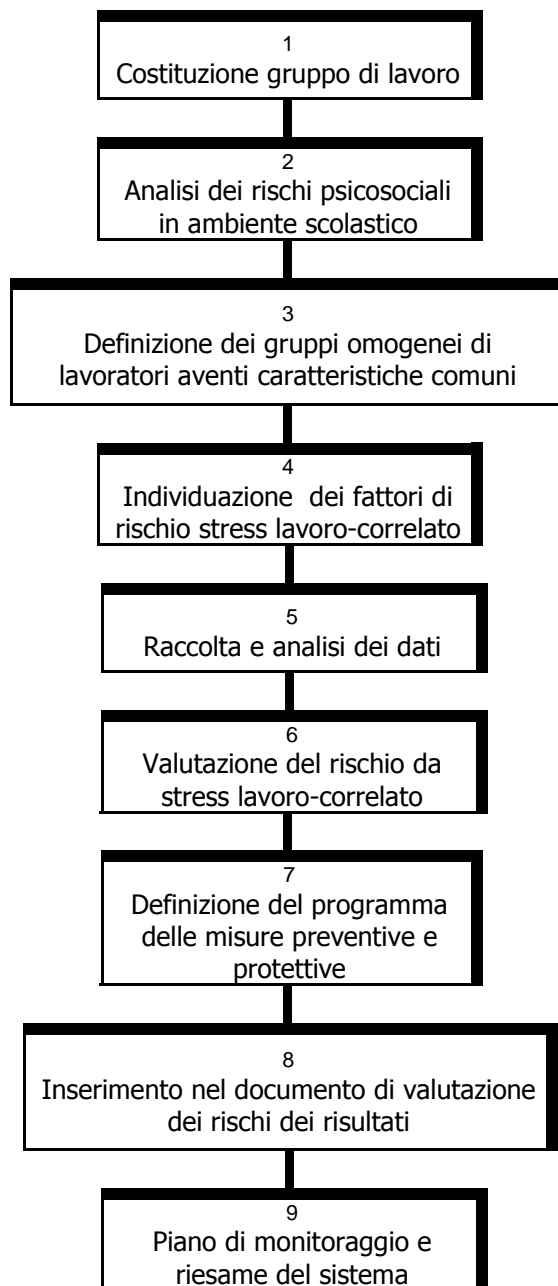 1
Costituzione gruppo di lavoro
2
Analisi dei rischi psicosociali
in ambiente scolastico
3
Definizione dei gruppi omogenei di
lavoratori aventi caratteristiche comuni
4
Individuazione dei fattori di
rischio stress lavoro-correlato
5
Raccolta e analisi dei dati
6
Valutazione del rischio da
stress lavoro-correlato
7
Definizione del programma
delle misure preventive e
protettive
8
Inserimento nel documento di valutazione
dei rischi dei risultati
9
Piano di monitoraggio e
riesame del sistema